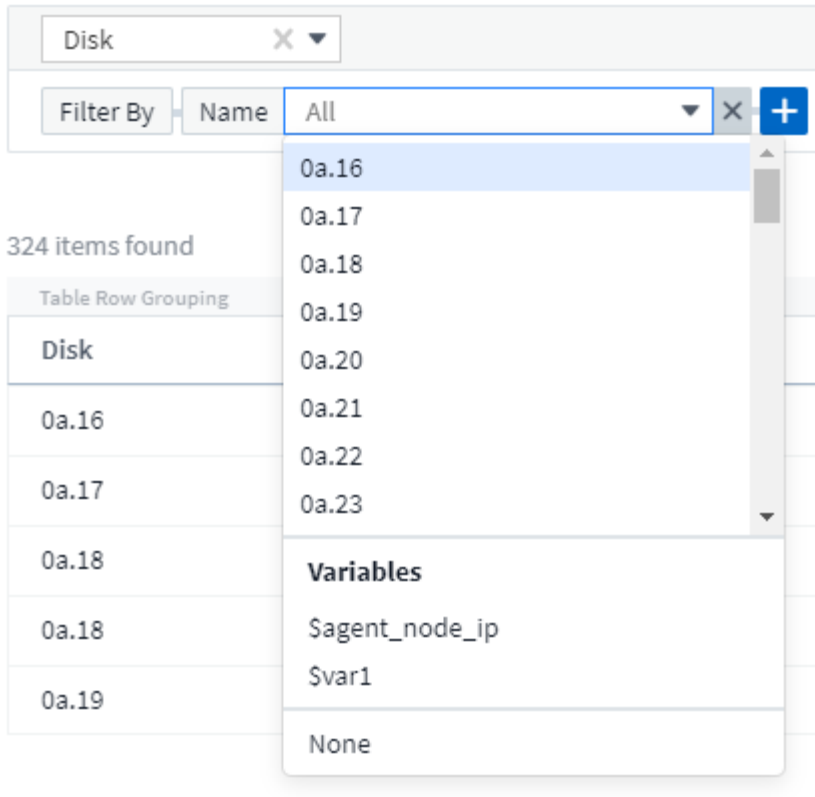 Disk
Filter By Name All
0a.16
0a.17
0a.18
0a.19
0a.20
0a.21
0a.22
0a.23
Variables
$agent_node_ip
$var1
None
324 items found
Table Row Grouping
Disk
0a.16
0a.17
0a.18
0a.18
0a.19